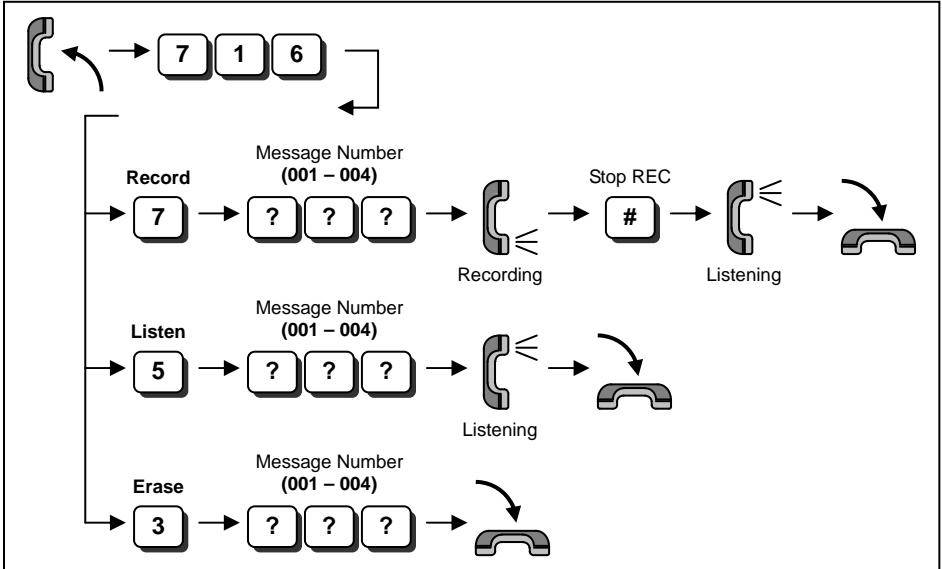 7 1 6
Message Number
(001 – 004)
Record
Stop REC
7 ? ? ? #
Recording Listening
Message Number
(001 – 004)
Listen
5 ? ? ?
Listening
Message Number
(001 – 004)
Erase
3 ? ? ?